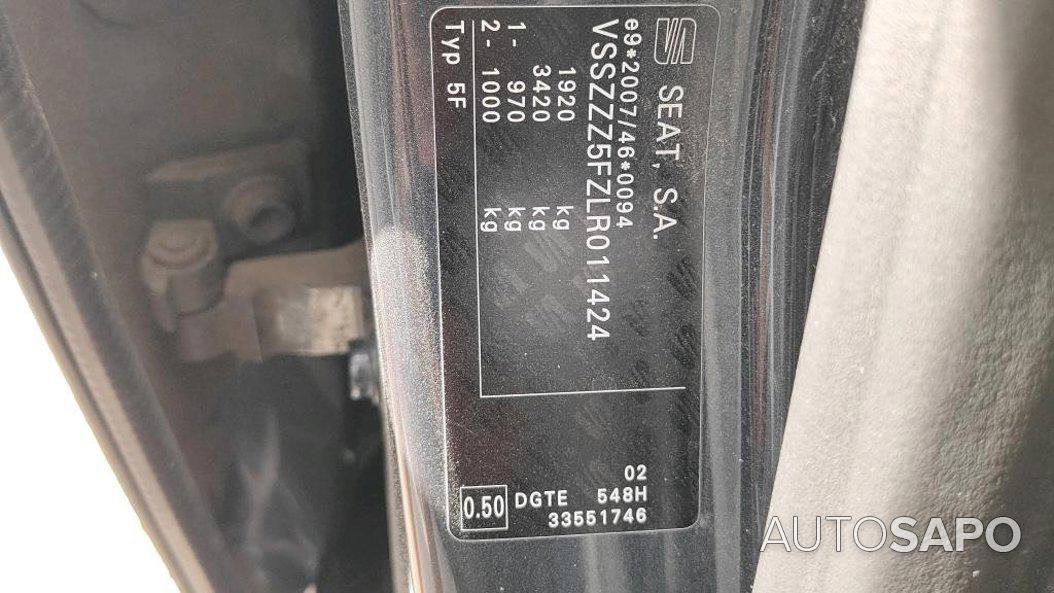 SEAT, S.A.
e9*2007/46*0094
VSSZZZ5FZLR011424
1920 kg
3420 kg
1- 970 kg
2- 1000 kg
Typ 5F
02
548H
33551746
DGTE
0.50
AUTOSAPO